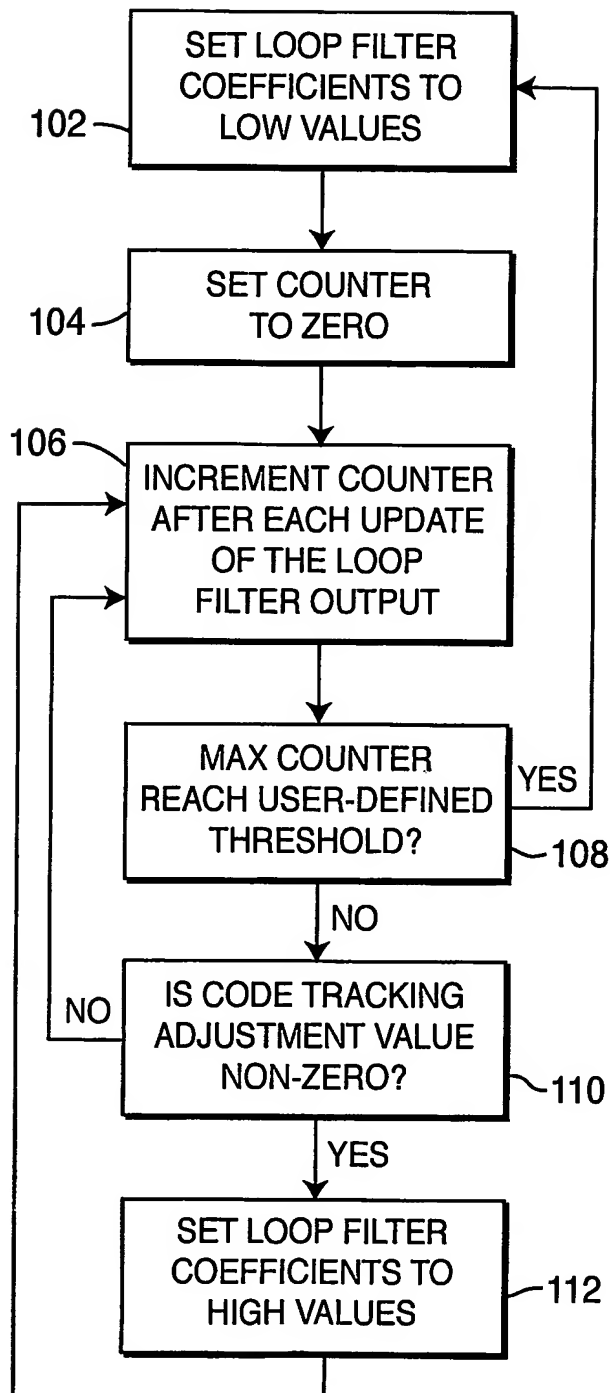 SET LOOP FILTER
COEFFICIENTS TO
LOW VALUES
102
SET COUNTER
TO ZERO
104
106
INCREMENT COUNTER
AFTER EACH UPDATE
OF THE LOOP
FILTER OUTPUT
MAX COUNTER
REACH USER-DEFINED
THRESHOLD?
YES
108
NO
IS CODE TRACKING
ADJUSTMENT VALUE
NON-ZERO?
NO
110
YES
SET LOOP FILTER
COEFFICIENTS TO
HIGH VALUES
112